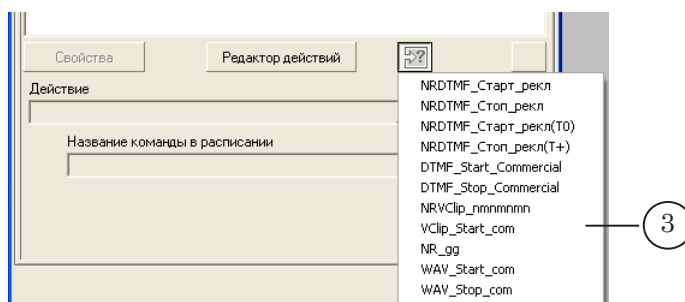 Свойства Редактор действий
Действие
Название команды в расписании
NRDTMF_Старт_рекл
NRDTMF_Стоп_рекл
NRDTMF_Старт_рекл(T0)
NRDTMF_Стоп_рекл(T+)
DTMF_Start_Commercial
DTMF_Stop_Commercial
NRVClip_nmnmnmn
VClip_Start_com
NR_gg
WAV_Start_com
WAV_Stop_com
3